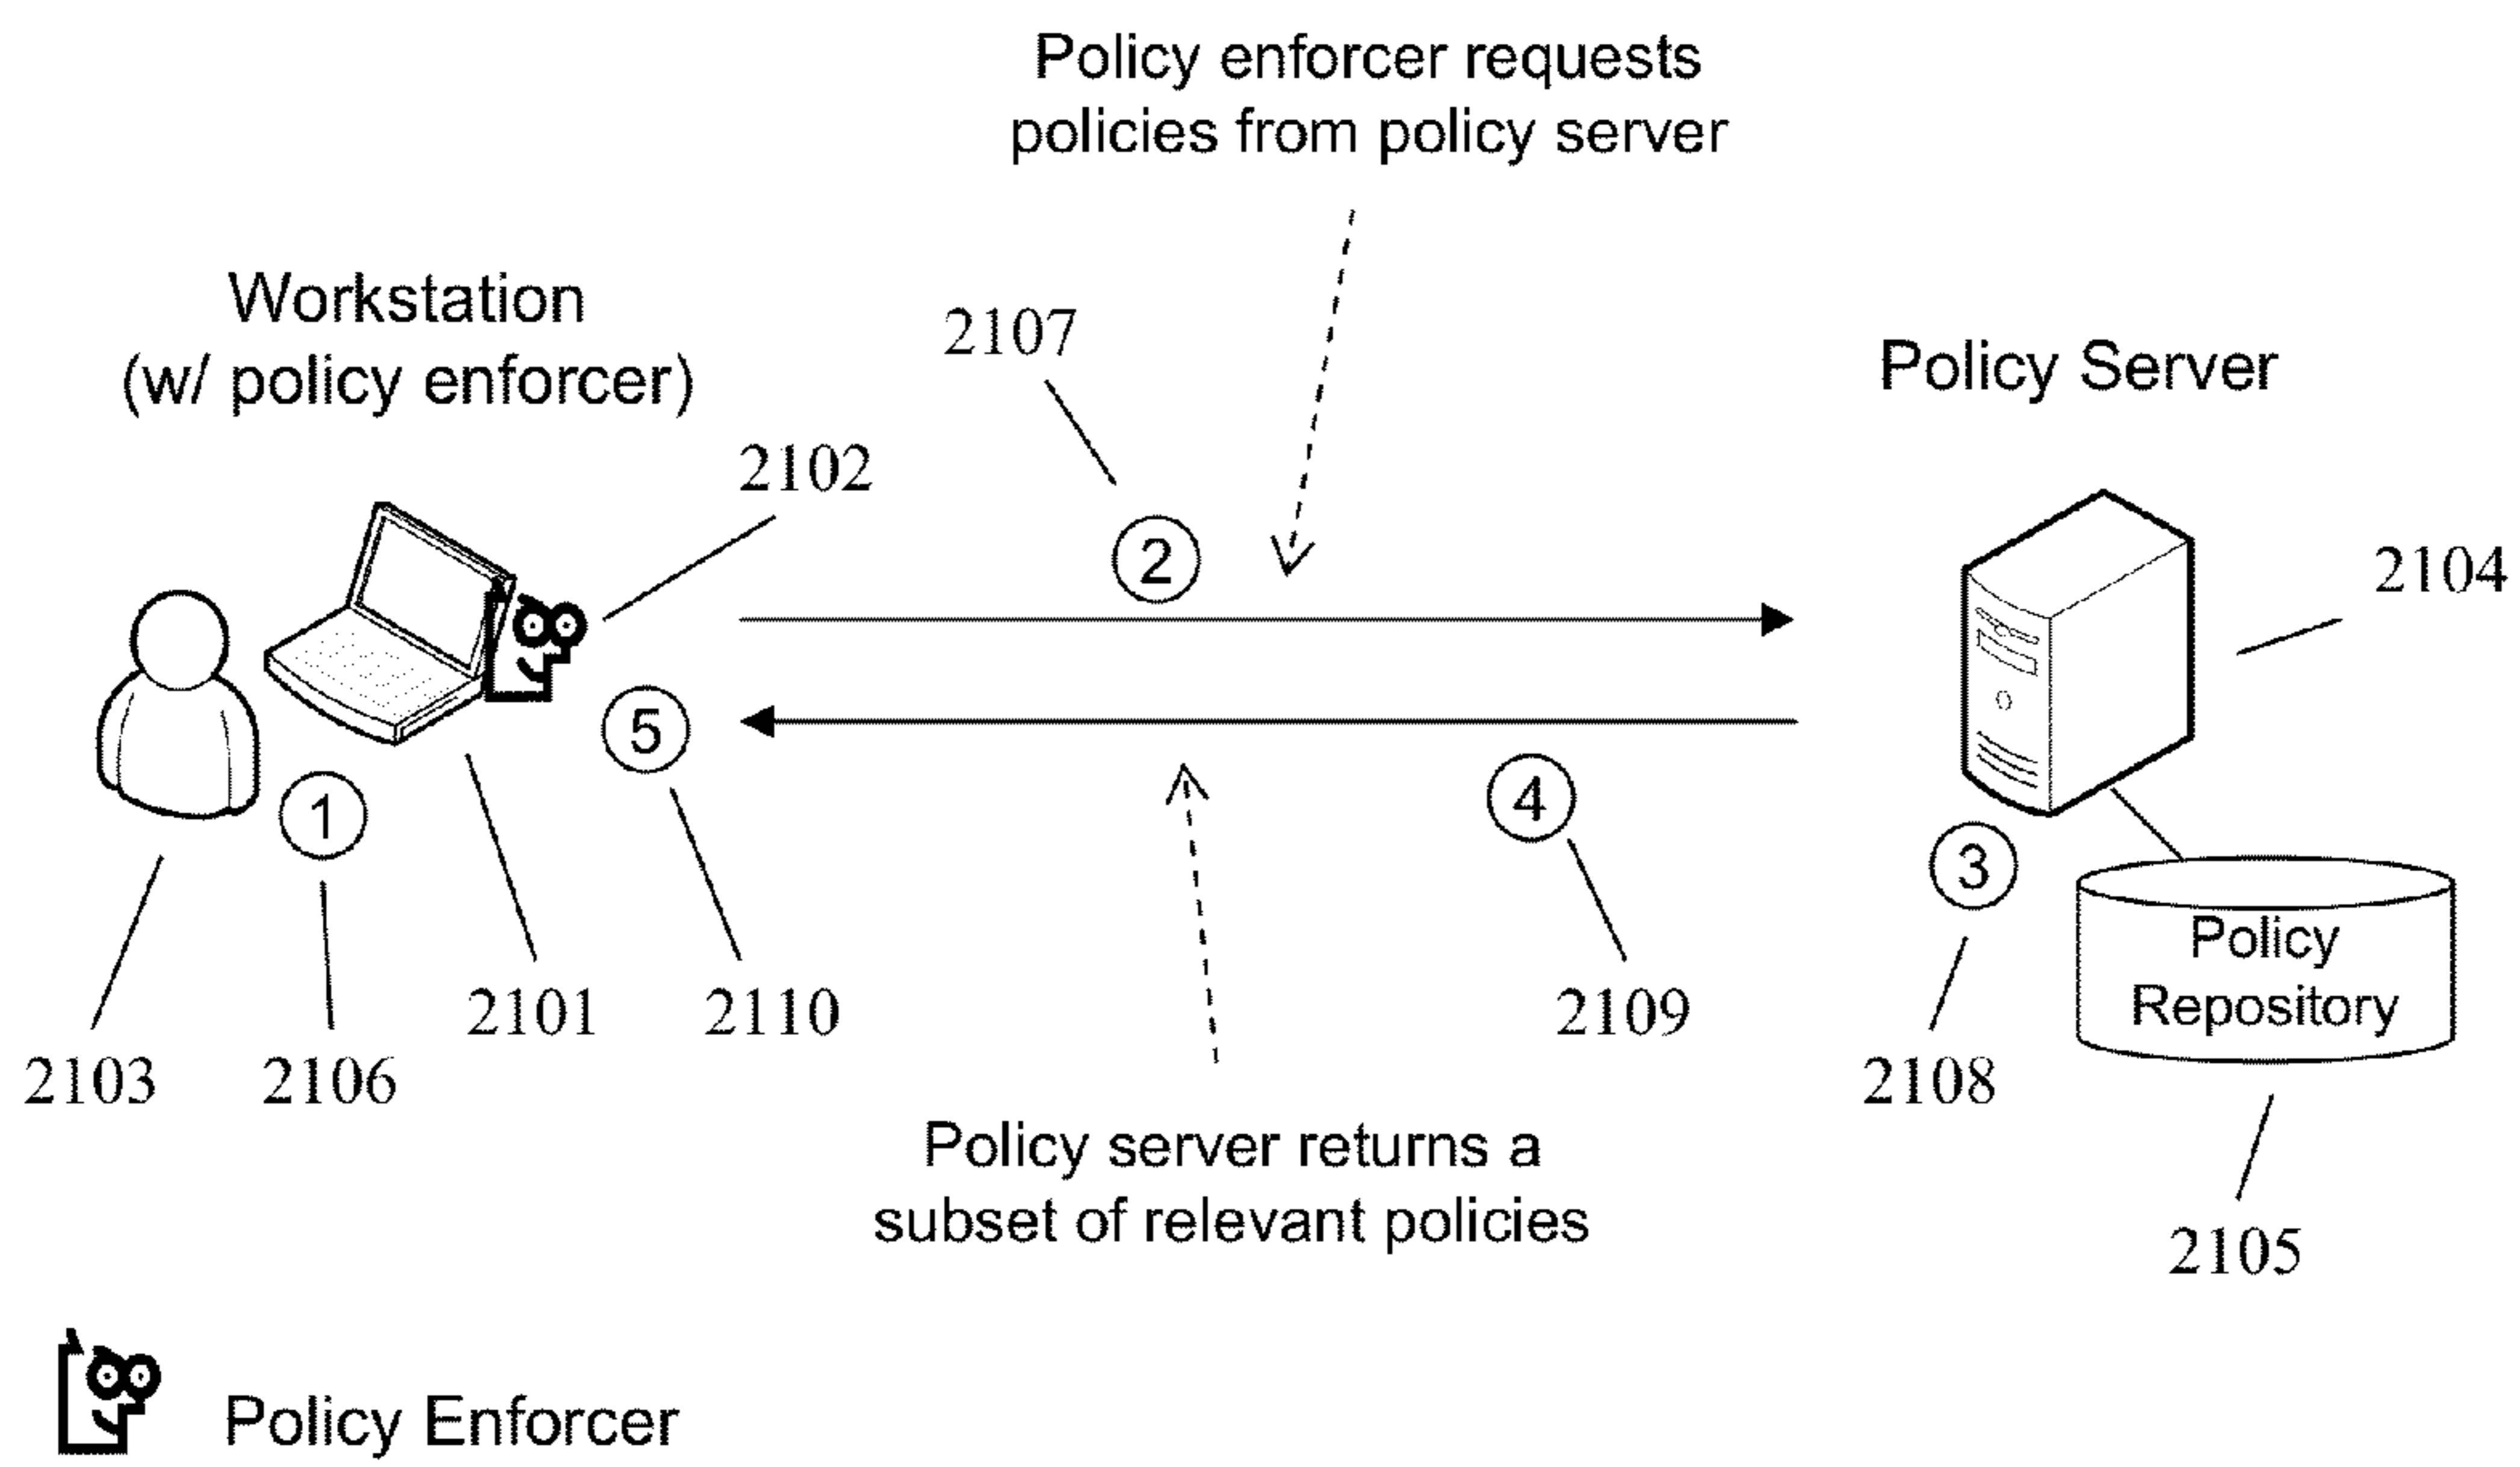 Policy enforcer requests
policies from policy server
Workstation
(w/ policy enforcer)
2107
Policy Server
2102
2
2104
5
1
4
3
Policy
Repository
2101
2110
2109
2103
2106
2108
Policy server returns a
subset of relevant policies
2105
Policy Enforcer